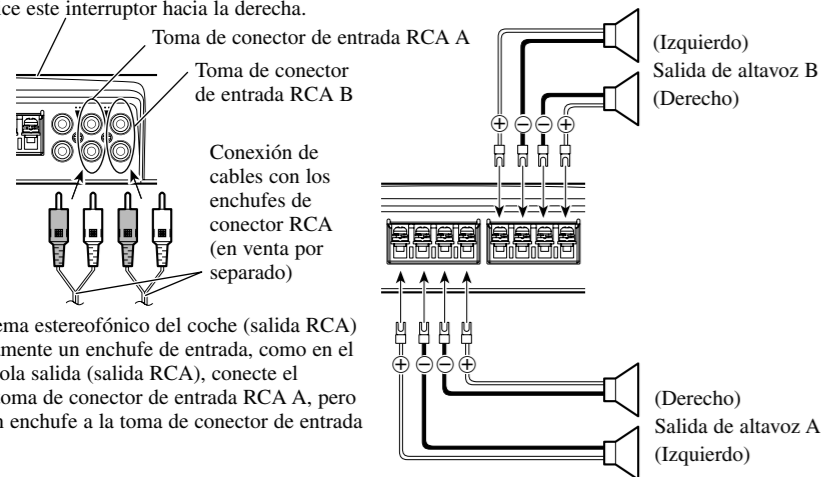 ce este interruptor hacia la derecha.
Toma de conector de entrada RCA A
Toma de conector
de entrada RCA B
Conexión de
cables con los
enchufes de
conector RCA
(en venta por
separado)
ema estereofónico del coche (salida RCA)
amente un enchufe de entrada, como en el
ola salida (salida RCA), conecte el
oma de conector de entrada RCA A, pero
n enchufe a la toma de conector de entrada
(Izquierdo)
Salida de altavoz B
(Derecho)
+ − − +
+ − − +
(Derecho)
Salida de altavoz A
(Izquierdo)